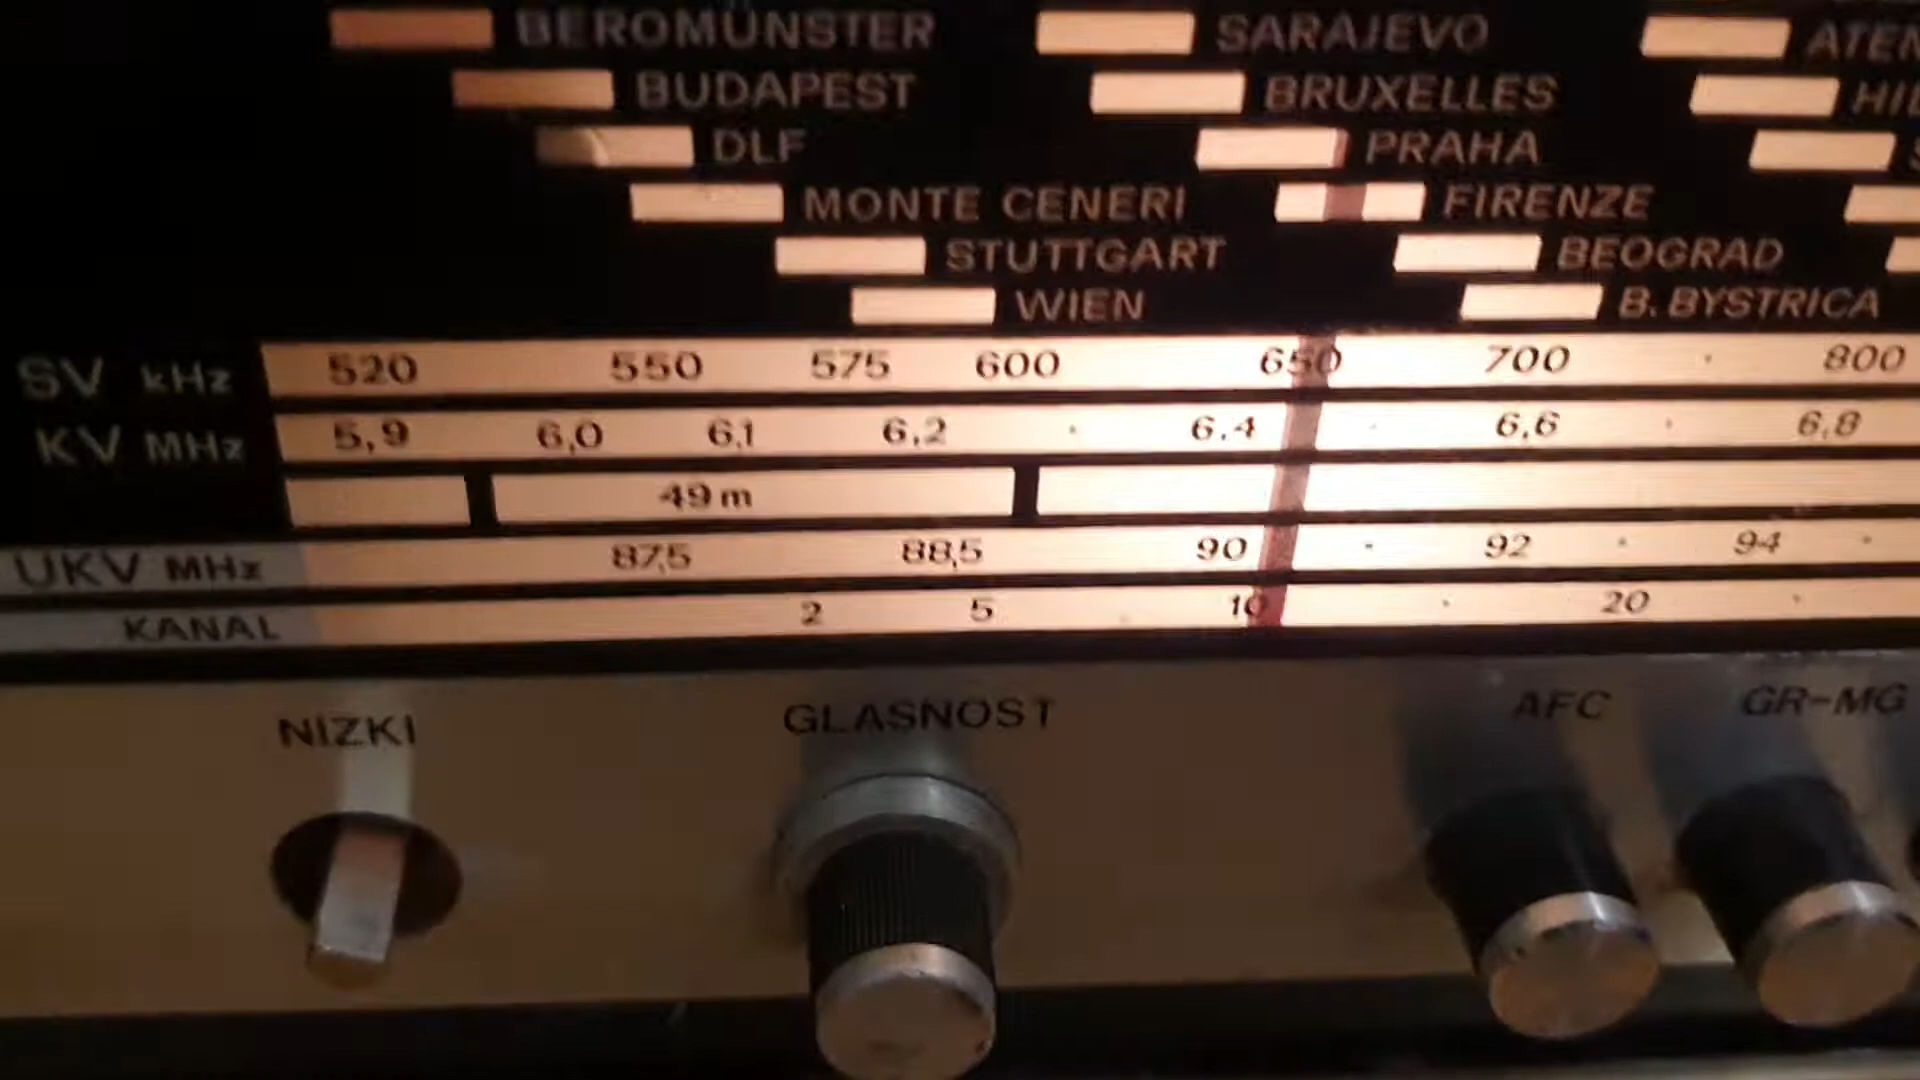 BEROMÜNSTER SARAJEVO
BUDAPEST BRUXELLES
DLF PRAHA
MONTE CENERI FIRENZE
STUTTGART BEOGRAD
WIEN B. BYSTRICA
SV kHz 520 550 575 600 650 700 800
KV MHz 5,9 6,0 6,1 6,2 6,4 6,6 6,8
49 m
UKV MHz 87,5 88,5 90 92 94
KANAL 2 5 10 20
NIZKI GLASNOST AFC GR-MG